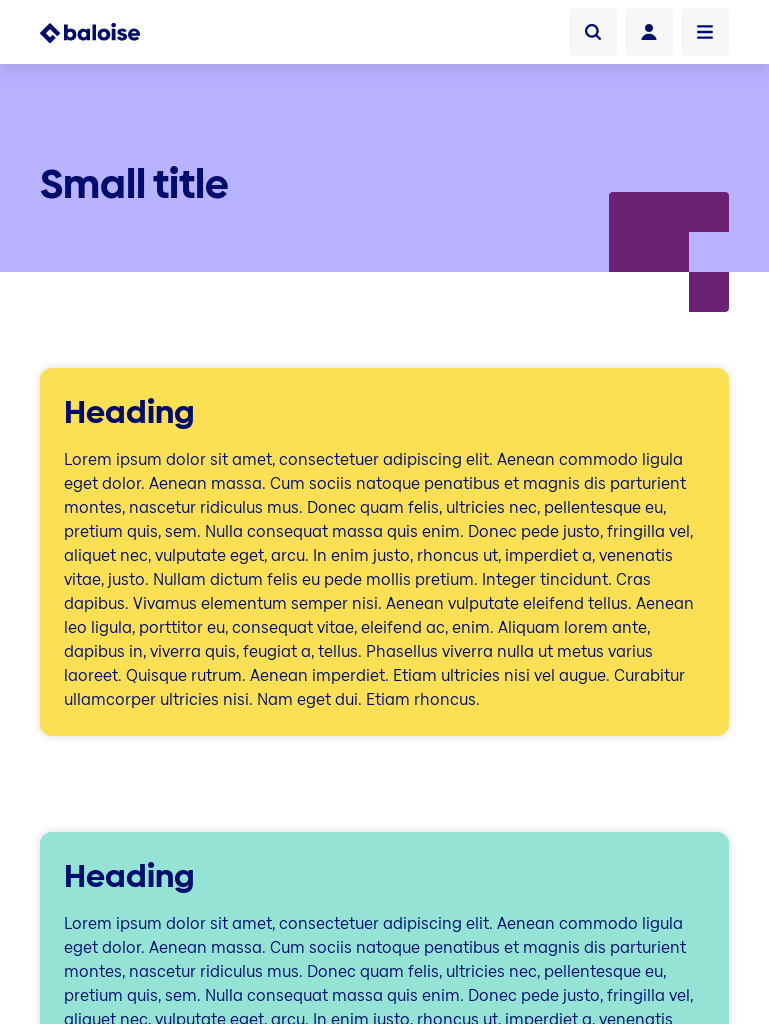 baloise
Small title
Heading
Lorem ipsum dolor sit amet, consectetuer adipiscing elit. Aenean commodo ligula
eget dolor. Aenean massa. Cum sociis natoque penatibus et magnis dis parturient
montes, nascetur ridiculus mus. Donec quam felis, ultricies nec, pellentesque eu,
pretium quis, sem. Nulla consequat massa quis enim. Donec pede justo, fringilla vel,
aliquet nec, vulputate eget, arcu. In enim justo, rhoncus ut, imperdiet a, venenatis
vitae, justo. Nullam dictum felis eu pede mollis pretium. Integer tincidunt. Cras
dapibus. Vivamus elementum semper nisi. Aenean vulputate eleifend tellus. Aenean
leo ligula, porttitor eu, consequat vitae, eleifend ac, enim. Aliquam lorem ante,
dapibus in, viverra quis, feugiat a, tellus. Phasellus viverra nulla ut metus varius
laoreet. Quisque rutrum. Aenean imperdiet. Etiam ultricies nisi vel augue. Curabitur
ullamcorper ultricies nisi. Nam eget dui. Etiam rhoncus.
Heading
Lorem ipsum dolor sit amet, consectetuer adipiscing elit. Aenean commodo ligula
eget dolor. Aenean massa. Cum sociis natoque penatibus et magnis dis parturient
montes, nascetur ridiculus mus. Donec quam felis, ultricies nec, pellentesque eu,
pretium quis, sem. Nulla consequat massa quis enim. Donec pede justo, fringilla vel,
aliquet nec, vulputate eget, arcu. In enim justo, rhoncus ut, imperdiet a, venenatis